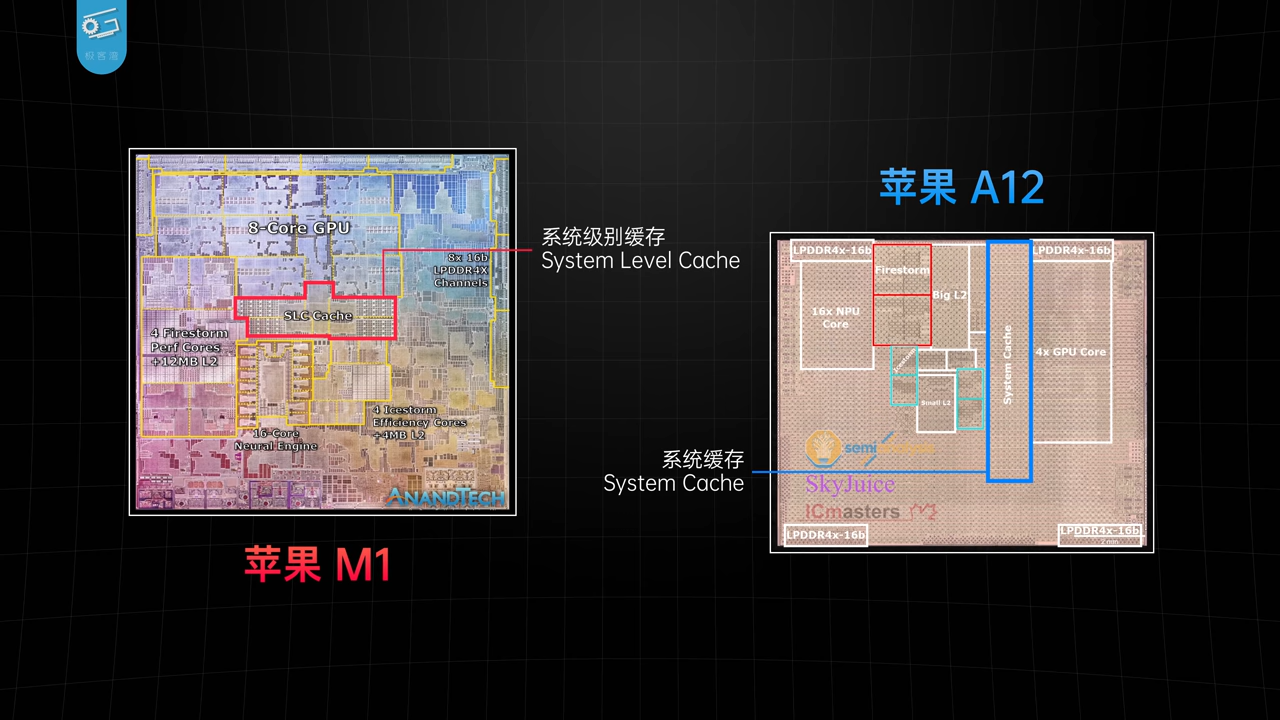 极客湾
8-Core GPU
8x 16b
LPDDR4X
Channels
SLC Cache
4 Firestorm
Perf Cores
+12MB L2
4 Icestorm
Efficiency Cores
+4MB L2
16-Core
Neural Engine
ANANDTECH
苹果 M1
系统级别缓存
System Level Cache
苹果 A12
LPDDR4x-16b
Firestorm
LPDDR4x-16b
Big L2
16x NPU
Core
System Cache
4x GPU Core
Small L2
semi
SkyJuice
ICmasters
LPDDR4x-16b
LPDDR4x-16b
系统缓存
System Cache